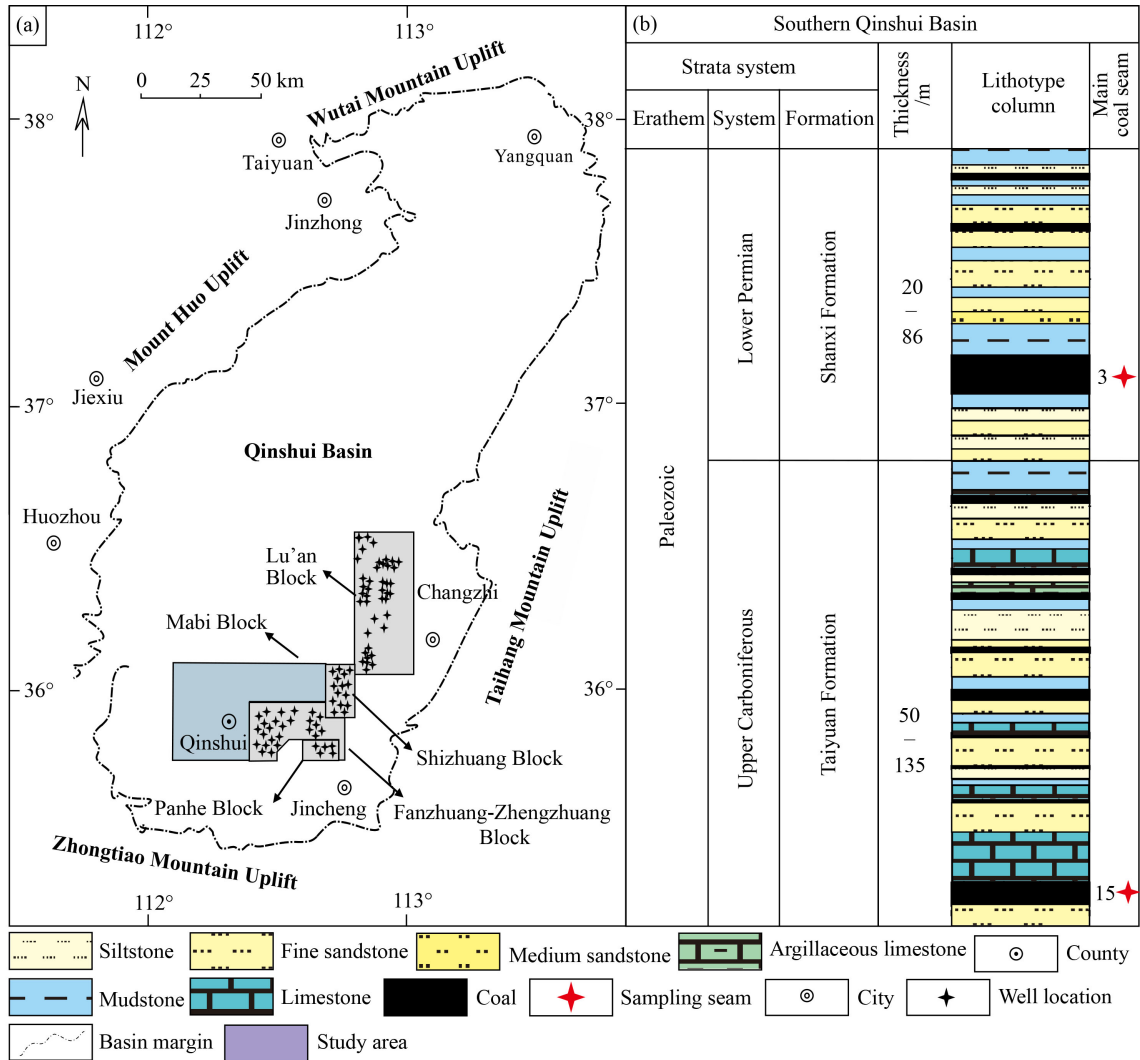 (a)
112°
113°
0 25 50 km
N
Wutai Mountain Uplift
38°
38°
Taiyuan
Yangquan
Jinzhong
Mount Huo Uplift
Jiexiu
37°
37°
Qinshui Basin
Huozhou
Lu'an
Block
Changzhi
Mabi Block
Taihang Mountain Uplift
36°
36°
Qinshui
Shizhuang Block
Panhe Block
Jincheng
Fanzhuang-Zhengzhuang
Block
Zhongtiao Mountain Uplift
112°
113°
(b)
Southern Qinshui Basin
Strata system
Thickness
/m
Lithotype
column
Main
coal seam
Erathem
System
Formation
Paleozoic
Lower Permian
Shanxi Formation
20
–
86
3
Upper Carboniferous
Taiyuan Formation
50
–
135
15
Siltstone
Fine sandstone
Medium sandstone
Argillaceous limestone
County
Mudstone
Limestone
Coal
Sampling seam
City
Well location
Basin margin
Study area